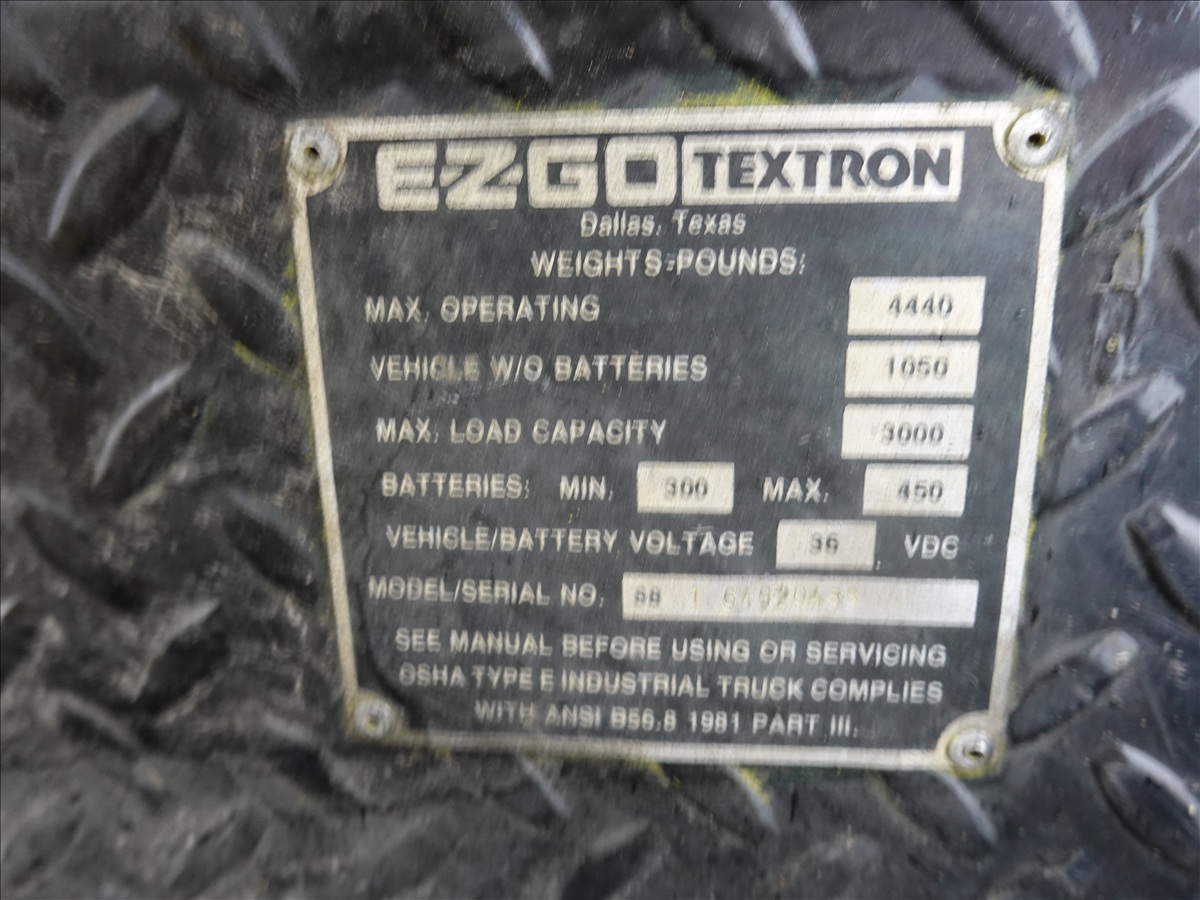 EZGO TEXTRON
Dallas, Texas
WEIGHTS-POUNDS:
MAX. OPERATING 4440
VEHICLE W/O BATTERIES 1050
MAX. LOAD CAPACITY 3000
BATTERIES: MIN. 300 MAX. 450
VEHICLE/BATTERY VOLTAGE 36 VDC
MODEL/SERIAL NO.
SEE MANUAL BEFORE USING OR SERVICING
OSHA TYPE E INDUSTRIAL TRUCK COMPLIES
WITH ANSI B56.8 1981 PART III.